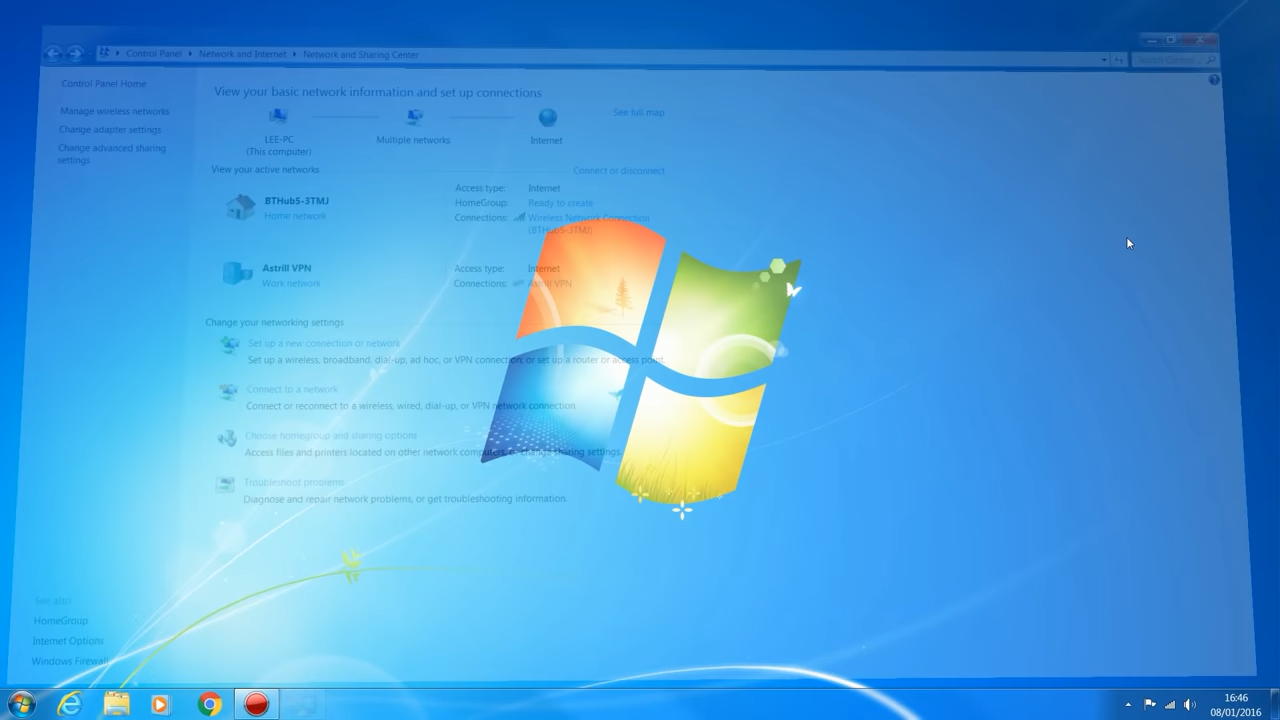 Control Panel Network and Internet Network and Sharing Center
Search Control
Control Panel Home
Manage wireless networks
Change adapter settings
Change advanced sharing
settings
View your basic network information and set up connections
See full map
LEE-PC
(This computer)
Multiple networks
Internet
View your active networks
Connect or disconnect
BTHub5-3TMJ
Home network
Access type: Internet
HomeGroup: Ready to create
Connections: Wireless Network Connection
(BTHub5-3TMJ)
Astrill VPN
Work network
Access type: Internet
Connections: Astrill VPN
Change your networking settings
Set up a new connection or network
Set up a wireless, broadband, dial-up, ad hoc, or VPN connection; or set up a router or access point.
Connect to a network
Connect or reconnect to a wireless, wired, dial-up, or VPN network connection.
Choose homegroup and sharing options
Access files and printers located on other network computers, or change sharing settings.
Troubleshoot problems
Diagnose and repair network problems, or get troubleshooting information.
See also
HomeGroup
Internet Options
Windows Firewall
16:46
08/01/2016